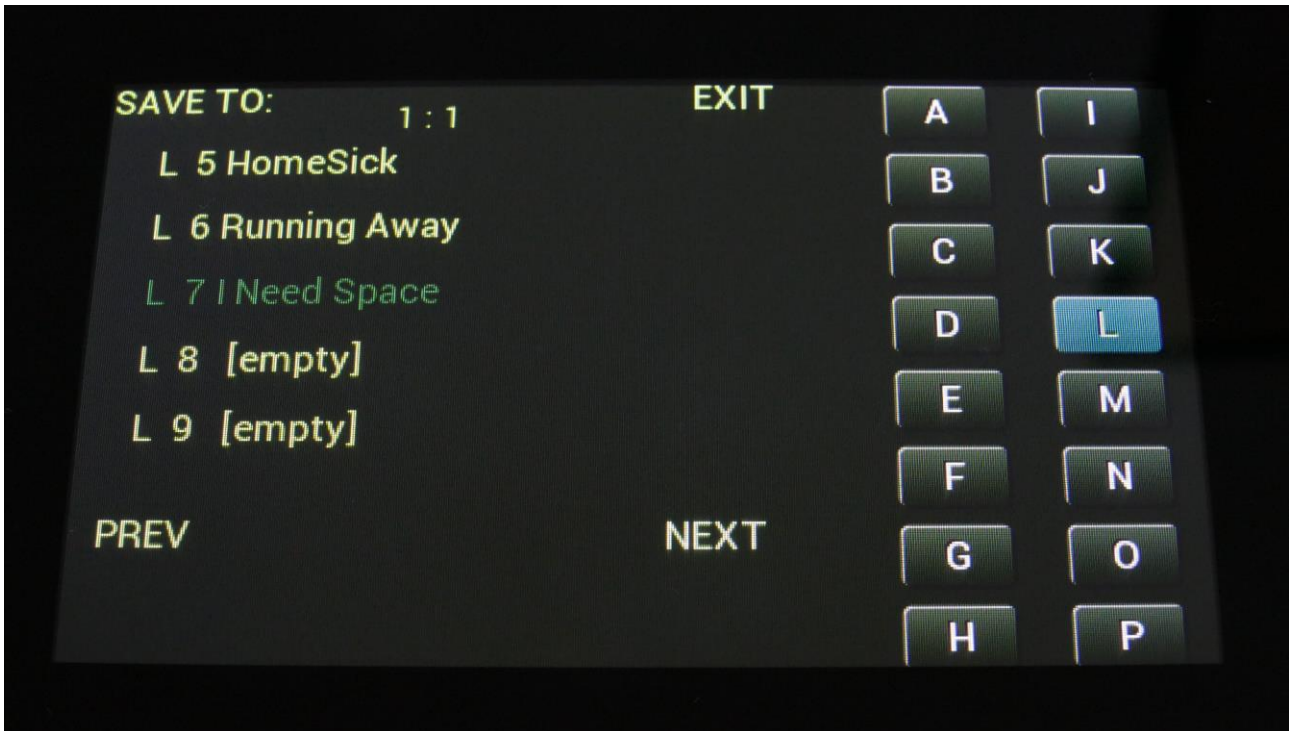 SAVE TO:
1 : 1
EXIT
L 5 HomeSick
L 6 Running Away
L 7 I Need Space
L 8 [empty]
L 9 [empty]
PREV
NEXT
A I
B J
C K
D L
E M
F N
G O
H P